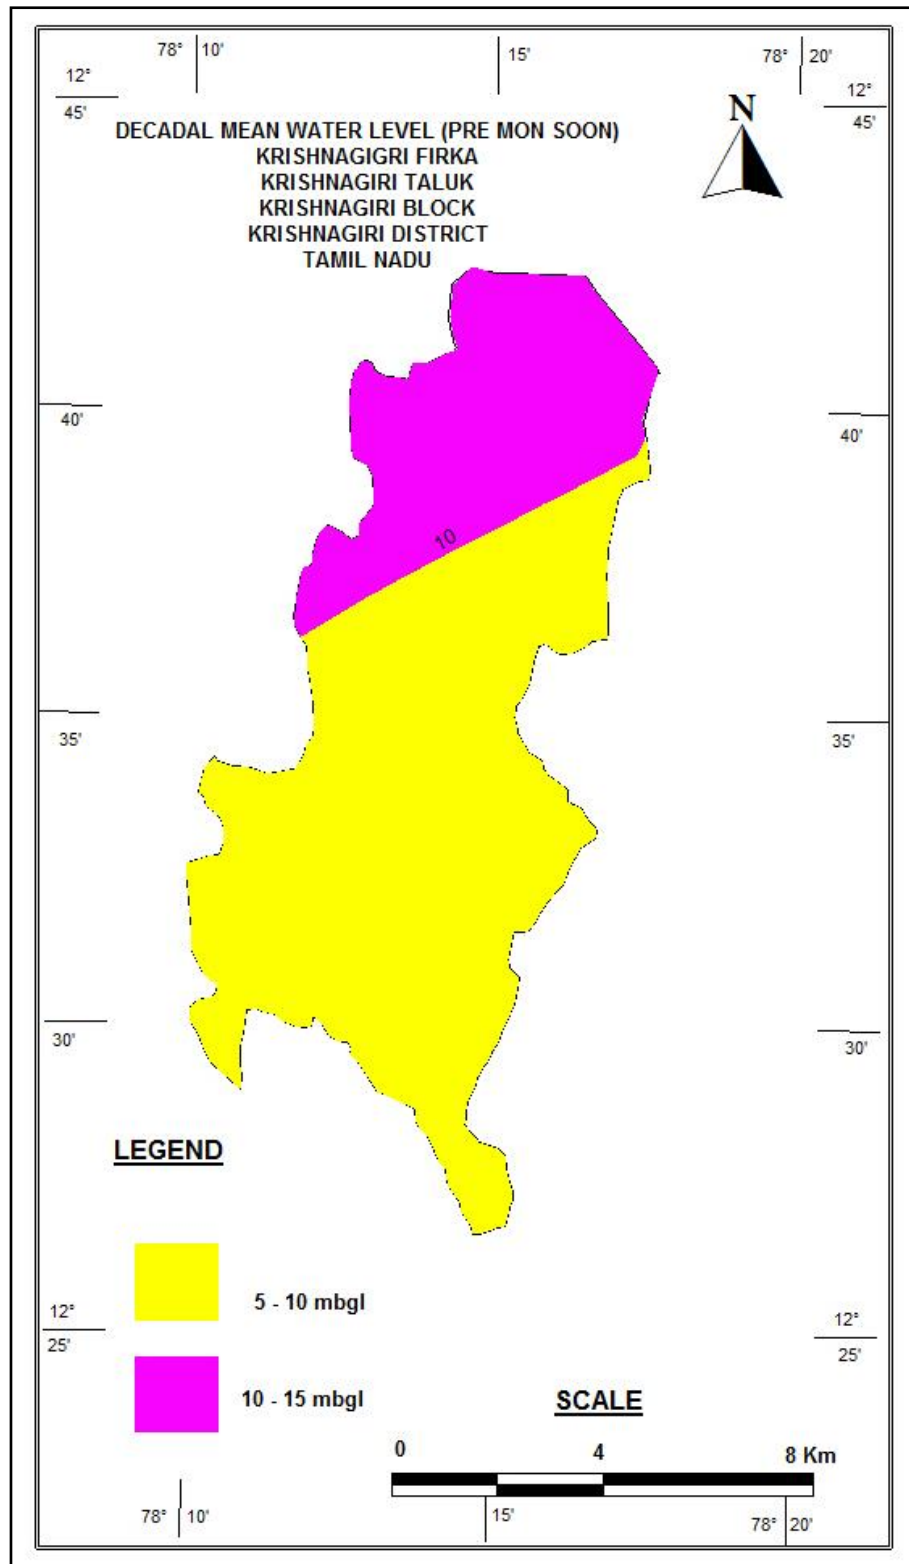 78° 10' 15' 78° 20'
12° 12°
45' 45'
N
DECADAL MEAN WATER LEVEL (PRE MON SOON)
KRISHNAGIGRI FIRKA
KRISHNAGIRI TALUK
KRISHNAGIRI BLOCK
KRISHNAGIRI DISTRICT
TAMIL NADU
40' 40'
10
35' 35'
30' 30'
LEGEND
5 - 10 mbgl
12° 12°
25' 25'
10 - 15 mbgl
SCALE
0 4 8 Km
78° 10' 15' 78° 20'